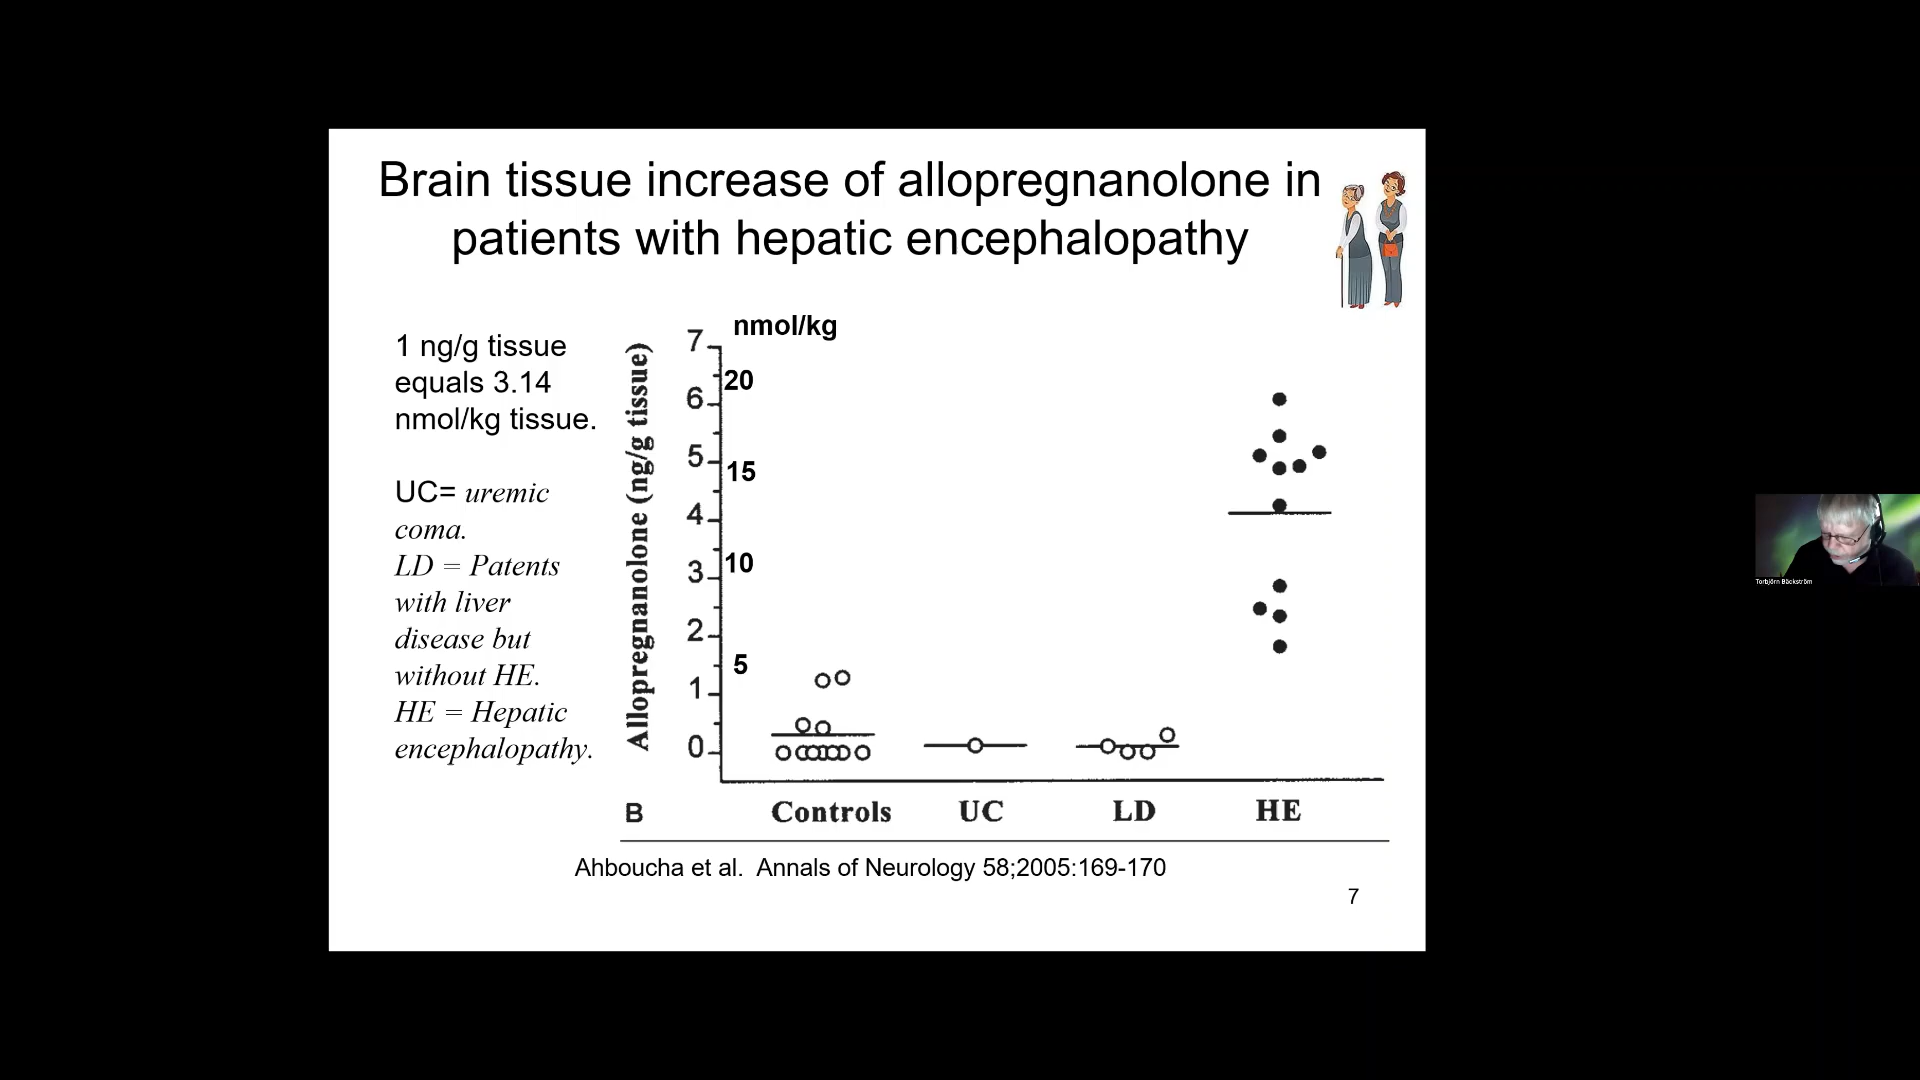 Brain tissue increase of allopregnanolone in
patients with hepatic encephalopathy
1 ng/g tissue
equals 3.14
nmol/kg tissue.
UC= uremic
coma.
LD = Patents
with liver
disease but
without HE.
HE = Hepatic
encephalopathy.
Allopregnanolone (ng/g tissue)
nmol/kg
7
20
6
5
15
4
10
3
2
5
1
0
B
Controls UC LD HE
Ahboucha et al. Annals of Neurology 58;2005:169-170
7
Torbjörn Bäckström